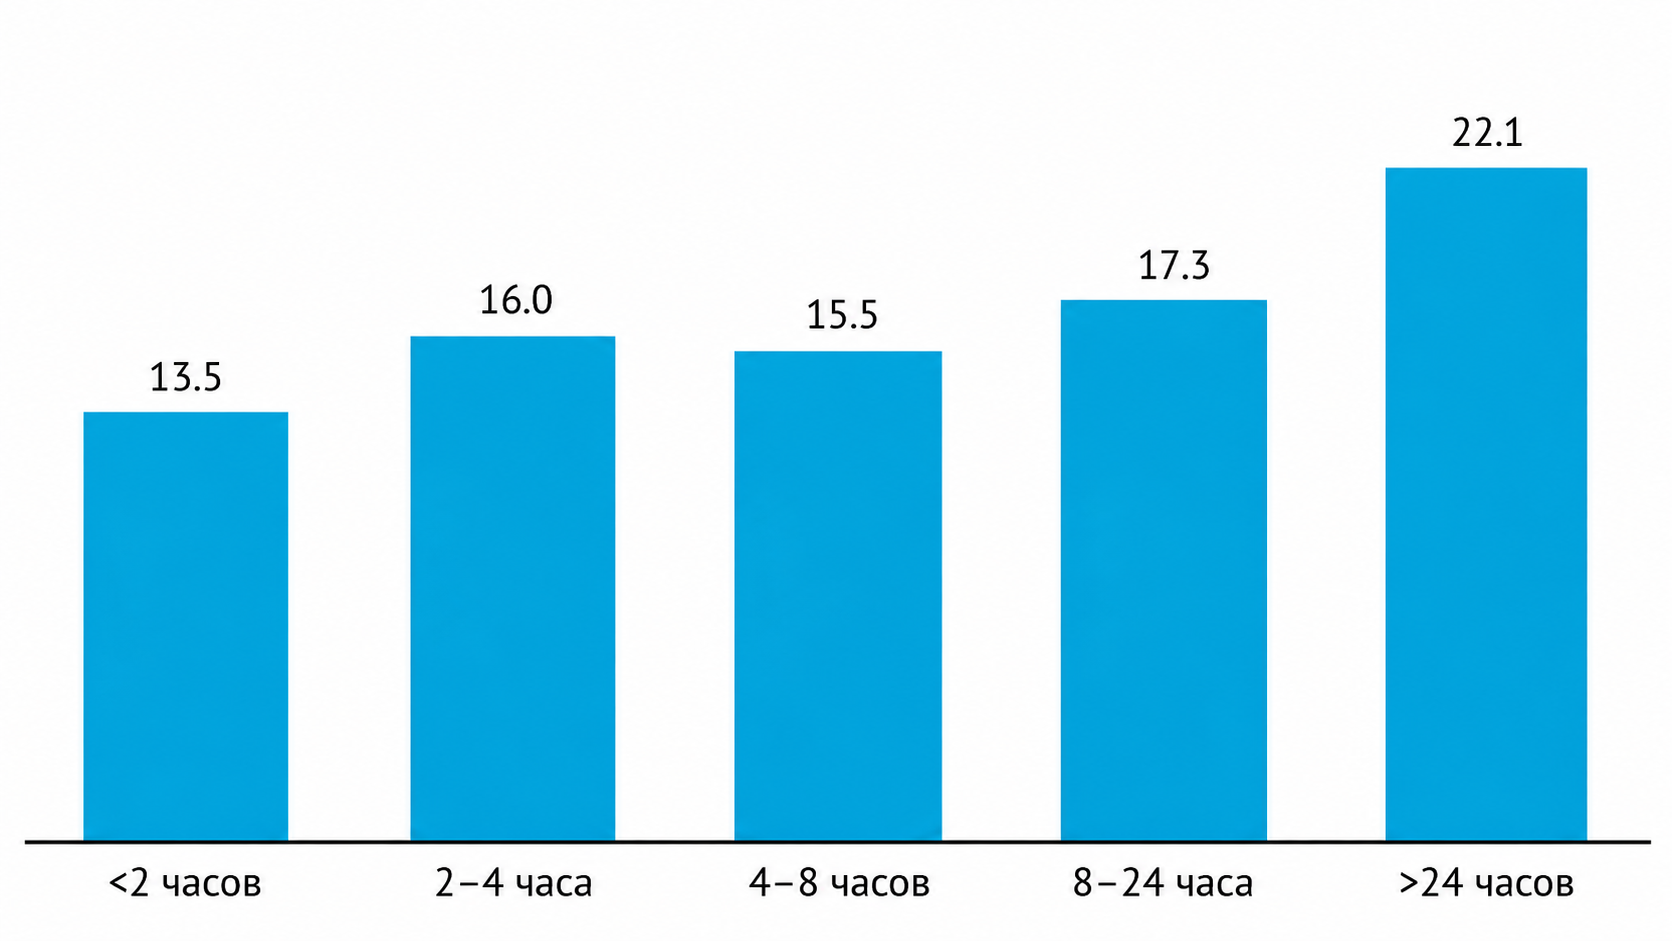 22.1
17.3
16.0
15.5
13.5
<2 часов
2–4 часа
4–8 часов
8–24 часа
>24 часов